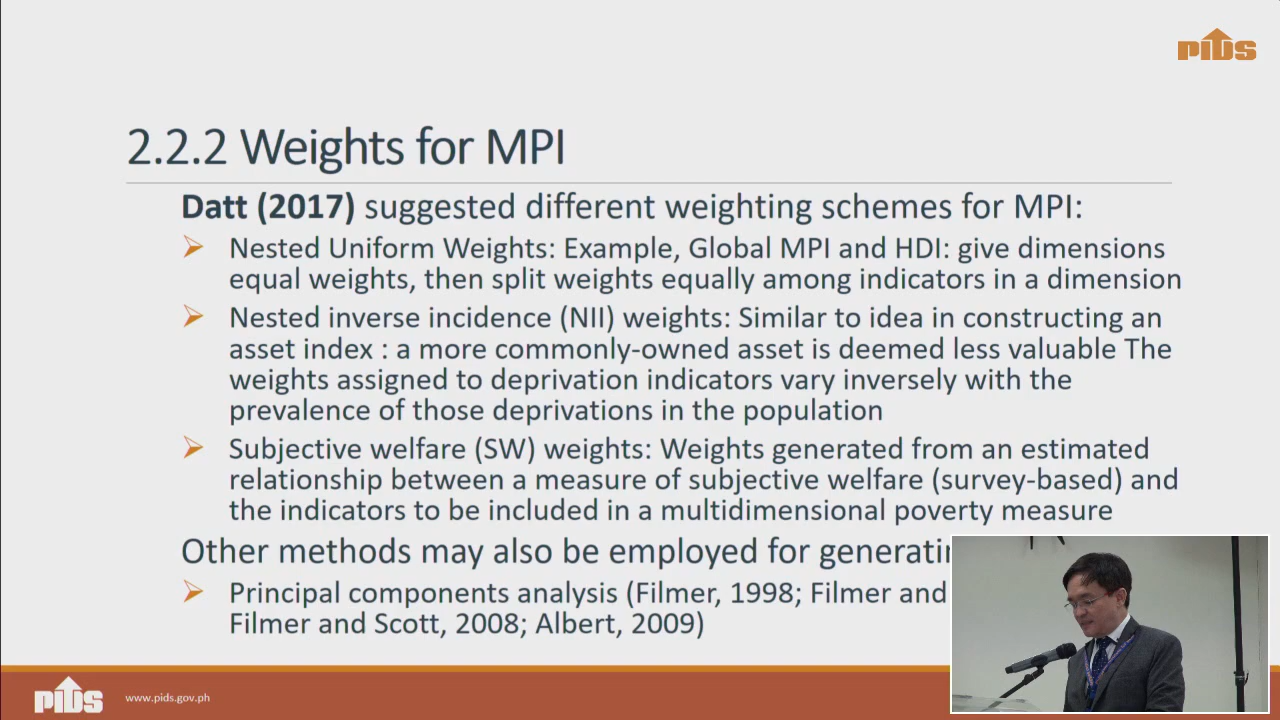 PIDS
2.2.2 Weights for MPI
Datt (2017) suggested different weighting schemes for MPI:
Nested Uniform Weights: Example, Global MPI and HDI: give dimensions
equal weights, then split weights equally among indicators in a dimension
Nested inverse incidence (NII) weights: Similar to idea in constructing an
asset index : a more commonly-owned asset is deemed less valuable The
weights assigned to deprivation indicators vary inversely with the
prevalence of those deprivations in the population
Subjective welfare (SW) weights: Weights generated from an estimated
relationship between a measure of subjective welfare (survey-based) and
the indicators to be included in a multidimensional poverty measure
Other methods may also be employed for
Principal components analysis (Filmer, 1998; Filmer and
Filmer and Scott, 2008; Albert, 2009)
PIDS
www.pids.gov.ph